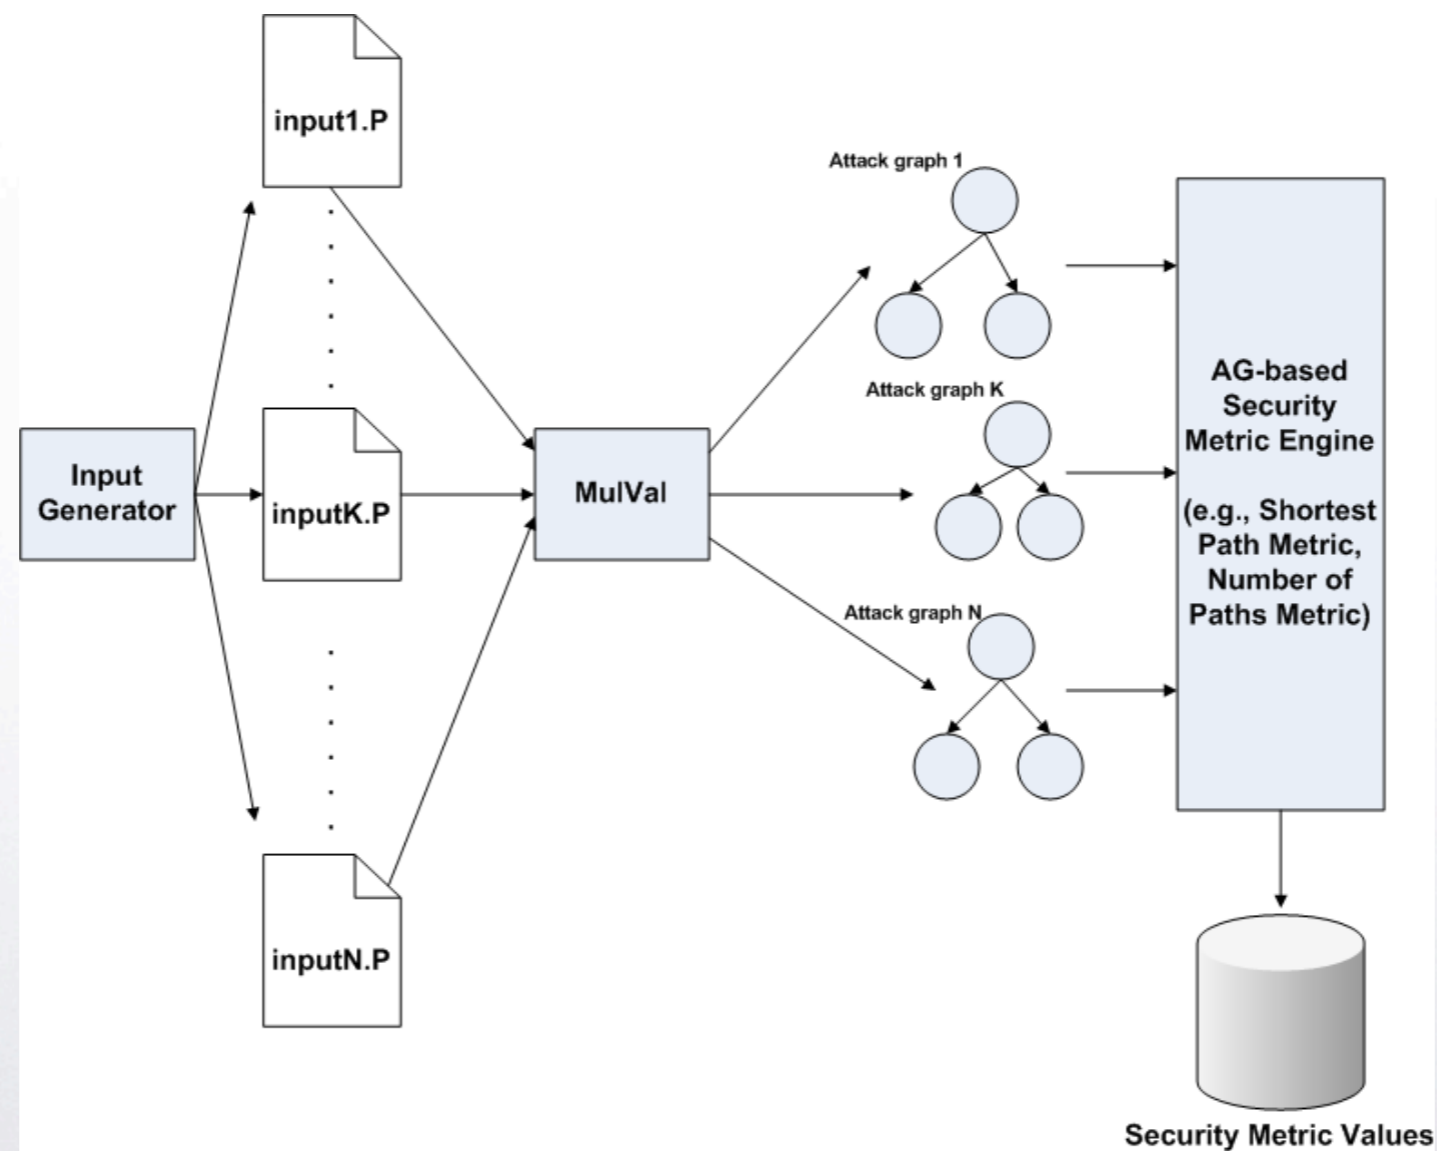 input1.P
Attack graph 1
Attack graph K
AG-based
Security
Metric Engine
(e.g., Shortest
Path Metric,
Number of
Paths Metric)
Input
Generator
inputK.P
MulVal
Attack graph N
inputN.P
Security Metric Values